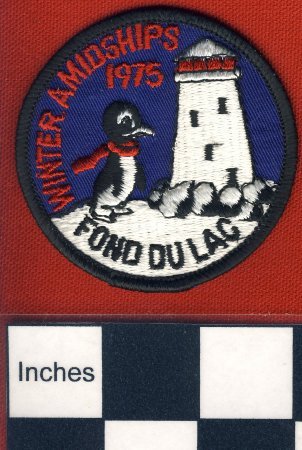 WINTER AMIDSHIPS
1975
FOND DU LAC
Inches